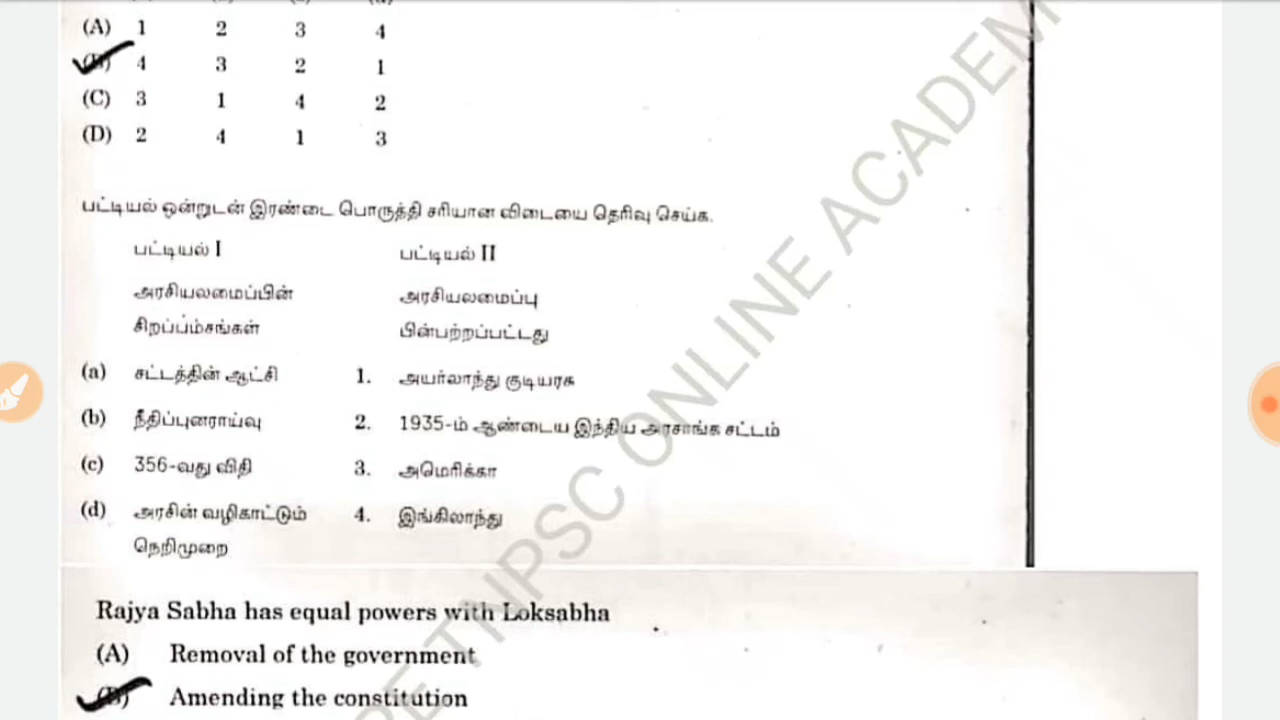 (A) 1 2 3 4
(B) 4 3 2 1
(C) 3 1 4 2
(D) 2 4 1 3
பட்டியல் ஒன்றுடன் இரண்டை பொருத்தி சரியான விடையை தெரிவு செய்க.
பட்டியல் I பட்டியல் II
அரசியலமைப்பின் அரசியலமைப்பு
சிறப்பம்சங்கள் பின்பற்றப்பட்டது
(a) சட்டத்தின் ஆட்சி 1. அயர்லாந்து குடியரசு
(b) நீதிப்புனராய்வு 2. 1935-ம் ஆண்டைய இந்திய அரசாங்க சட்டம்
(c) 356-வது விதி 3. அமெரிக்கா
(d) அரசின் வழிகாட்டும் 4. இங்கிலாந்து
நெறிமுறை
Rajya Sabha has equal powers with Loksabha
(A) Removal of the government
(B) Amending the constitution
TNPSC ONLINE ACADEM